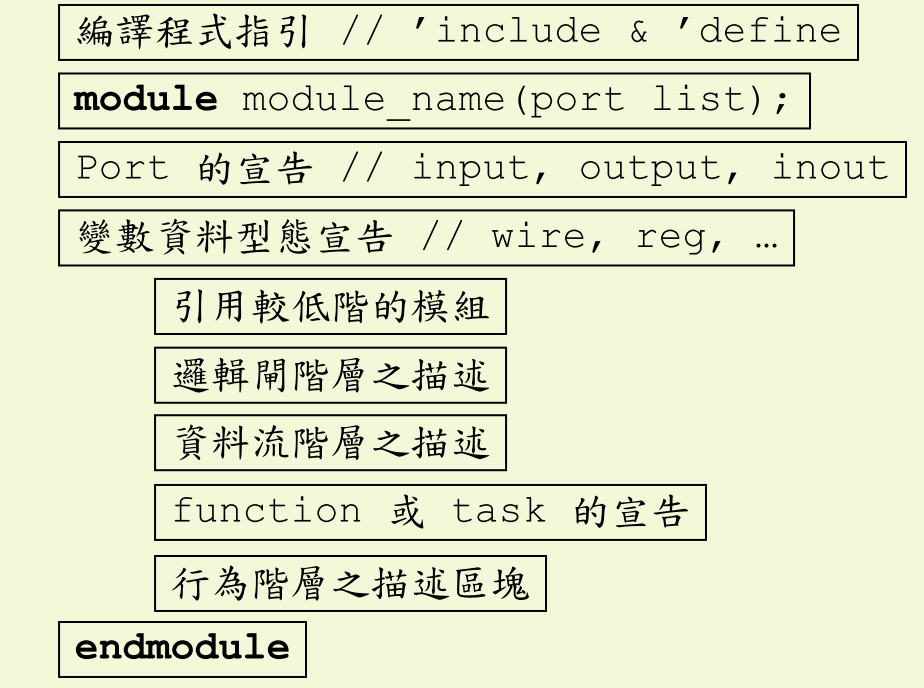 編譯程式指引 // ’include & ’define
module module_name(port list);
Port 的宣告 // input, output, inout
變數資料型態宣告 // wire, reg, …
引用較低階的模組
邏輯閘階層之描述
資料流階層之描述
function 或 task 的宣告
行為階層之描述區塊
endmodule